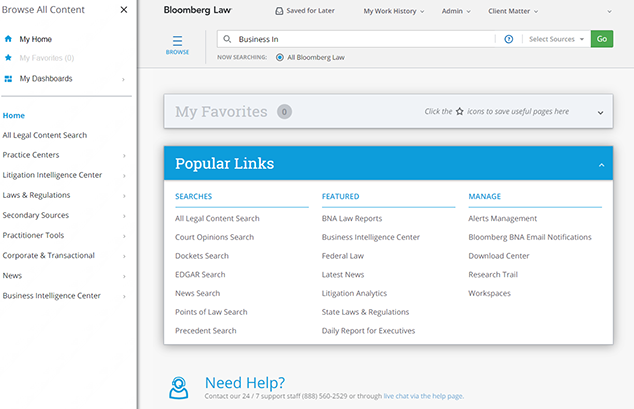 Browse All Content
My Home
My Favorites (0)
My Dashboards
Home
All Legal Content Search
Practice Centers
Litigation Intelligence Center
Laws & Regulations
Secondary Sources
Practitioner Tools
Corporate & Transactional
News
Business Intelligence Center
Bloomberg Law
Saved for Later
My Work History
Admin
Client Matter
BROWSE
Business In
Select Sources
Go
NOW SEARCHING: All Bloomberg Law
My Favorites 0
Click the icons to save useful pages here
Popular Links
SEARCHES
All Legal Content Search
Court Opinions Search
Dockets Search
EDGAR Search
News Search
Points of Law Search
Precedent Search
FEATURED
BNA Law Reports
Business Intelligence Center
Federal Law
Latest News
Litigation Analytics
State Laws & Regulations
Daily Report for Executives
MANAGE
Alerts Management
Bloomberg BNA Email Notifications
Download Center
Research Trail
Workspaces
Need Help?
Contact our 24 / 7 support staff (888) 560-2529 or through live chat via the help page.